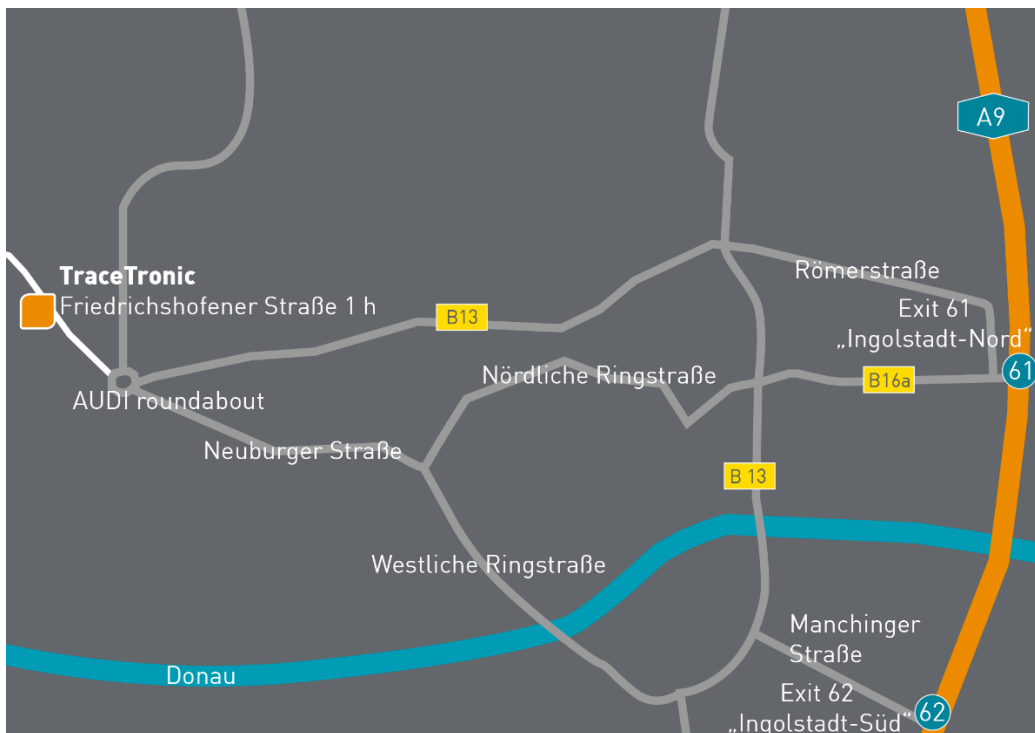 A9
TraceTronic
Friedrichshofener Straße 1 h
Römerstraße
Exit 61
„Ingolstadt-Nord“
61
B13
Nördliche Ringstraße
B16a
AUDI roundabout
Neuburger Straße
B 13
Westliche Ringstraße
Manchinger
Straße
Donau
Exit 62
„Ingolstadt-Süd“
62